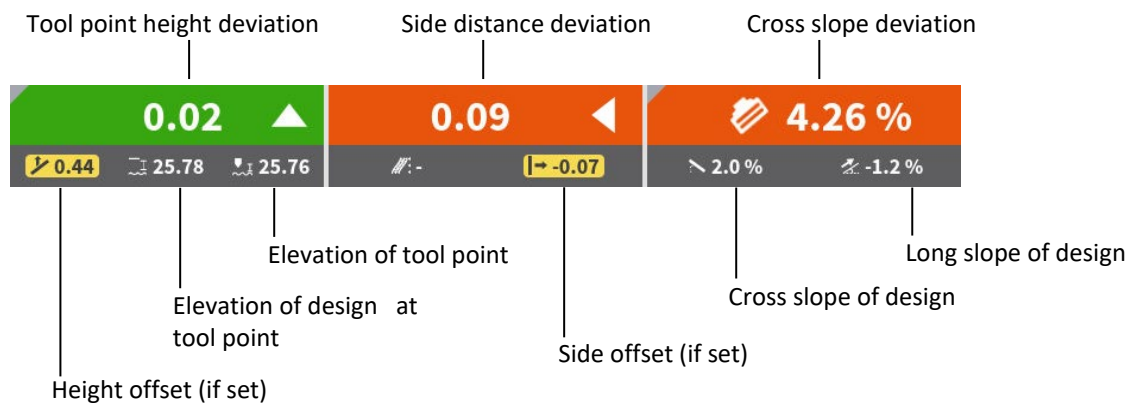 Tool point height deviation Side distance deviation Cross slope deviation
0.02 0.09 4.26 %
0.44 25.78 25.76 : - -0.07 2.0 % -1.2 %
Elevation of tool point Long slope of design
Elevation of design at Cross slope of design
tool point
Side offset (if set)
Height offset (if set)